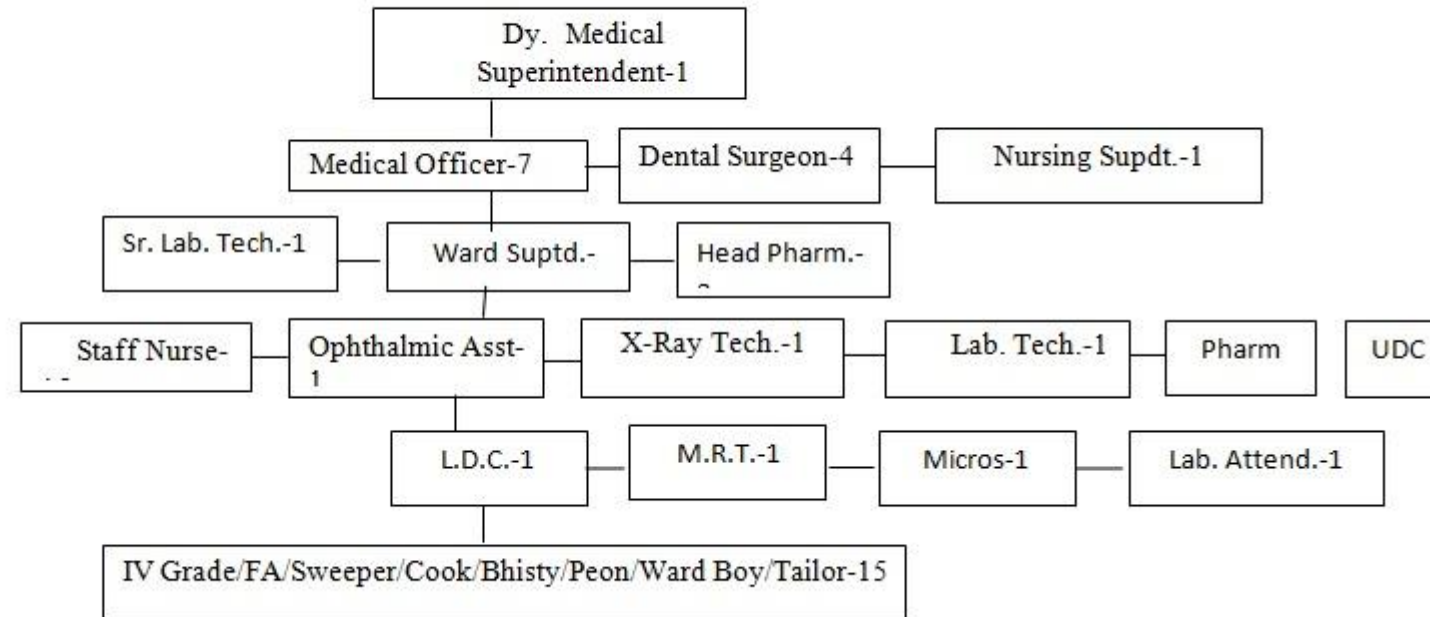 Dy. Medical
Superintendent-1
Medical Officer-7
Dental Surgeon-4
Nursing Supdt.-1
Sr. Lab. Tech.-1
Ward Suptd.-
Head Pharm.-
Staff Nurse-
Ophthalmic Asst-
1
X-Ray Tech.-1
Lab. Tech.-1
Pharm
UDC
L.D.C.-1
M.R.T.-1
Micros-1
Lab. Attend.-1
IV Grade/FA/Sweeper/Cook/Bhisty/Peon/Ward Boy/Tailor-15